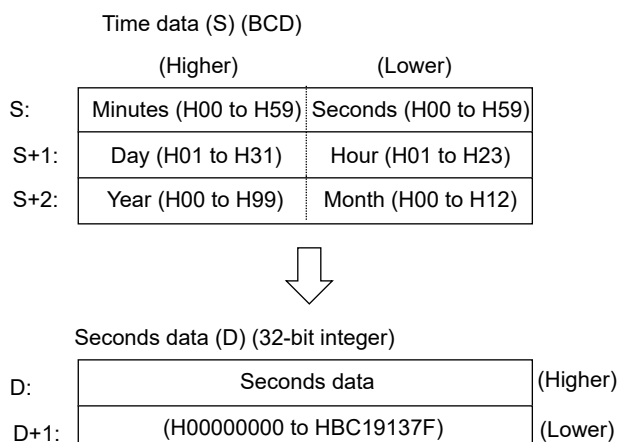 Time data (S) (BCD)
(Higher) (Lower)
S: Minutes (H00 to H59) Seconds (H00 to H59)
S+1: Day (H01 to H31) Hour (H01 to H23)
S+2: Year (H00 to H99) Month (H00 to H12)
Seconds data (D) (32-bit integer)
D: Seconds data (Higher)
D+1: (H00000000 to HBC19137F) (Lower)